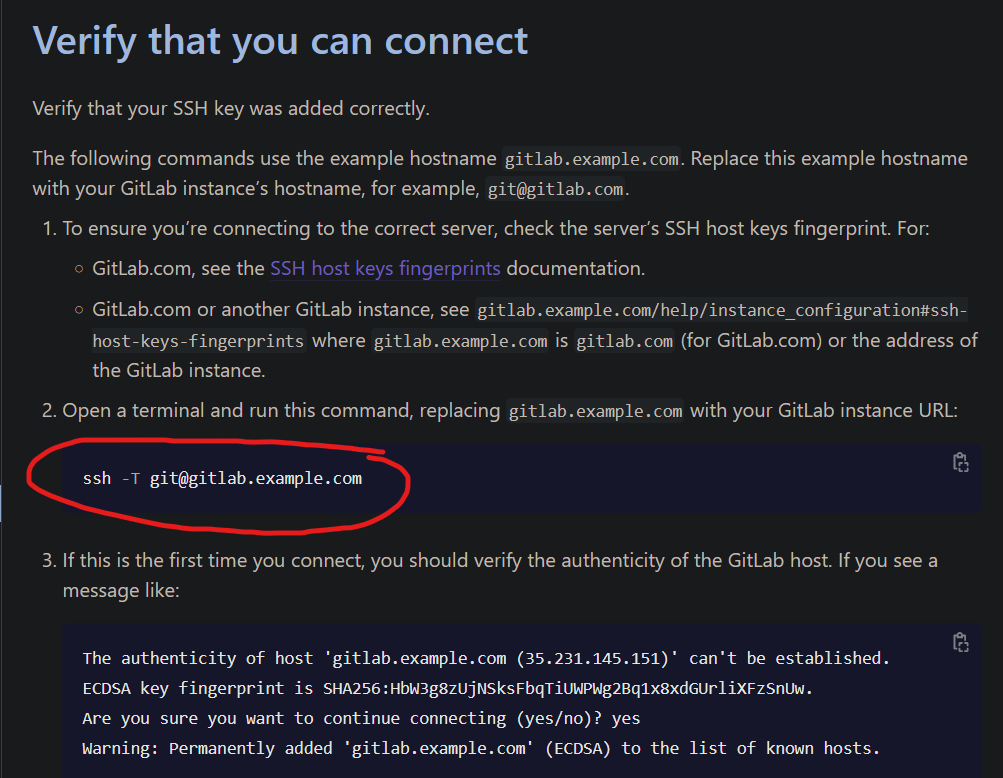 Verify that you can connect
Verify that your SSH key was added correctly.
The following commands use the example hostname gitlab.example.com. Replace this example hostname
with your GitLab instance’s hostname, for example, git@gitlab.com.
1. To ensure you’re connecting to the correct server, check the server’s SSH host keys fingerprint. For:
○ GitLab.com, see the SSH host keys fingerprints documentation.
○ GitLab.com or another GitLab instance, see gitlab.example.com/help/instance_configuration#ssh-
host-keys-fingerprints where gitlab.example.com is gitlab.com (for GitLab.com) or the address of
the GitLab instance.
2. Open a terminal and run this command, replacing gitlab.example.com with your GitLab instance URL:
ssh -T git@gitlab.example.com
3. If this is the first time you connect, you should verify the authenticity of the GitLab host. If you see a
message like:
The authenticity of host 'gitlab.example.com (35.231.145.151)' can't be established.
ECDSA key fingerprint is SHA256:HbW3g8zUjNSksFbqTiUWPWg2Bq1x8xdGUrliXFzSnUw.
Are you sure you want to continue connecting (yes/no)? yes
Warning: Permanently added 'gitlab.example.com' (ECDSA) to the list of known hosts.